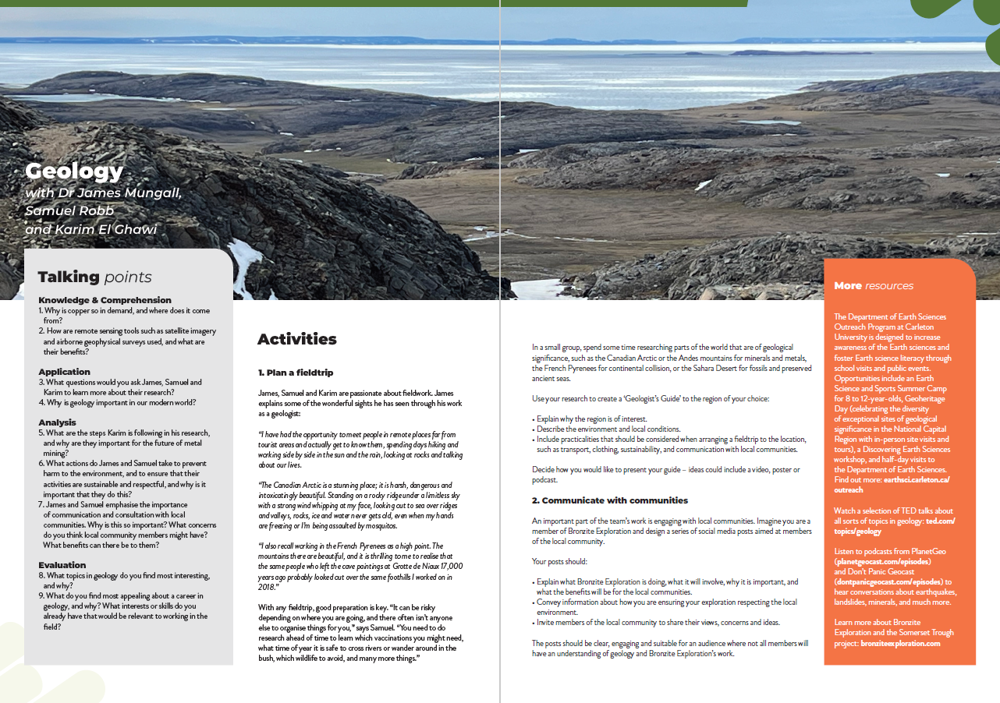 Geology
with Dr James Mungall,
Samuel Robb
and Karim El Ghawi
Talking points
Knowledge & Comprehension
1. Why is copper so in demand, and where does it come
from?
2. How are remote sensing tools such as satellite imagery
and airborne geophysical surveys used, and what are
their benefits?
Application
3. What questions would you ask James, Samuel and
Karim to learn more about their research?
4. Why is geology important in our modern world?
Analysis
5. What are the steps Karim is following in his research,
and why are they important for the future of metal
mining?
6. What actions do James and Samuel take to prevent
harm to the environment, and to ensure that their
activities are sustainable and respectful, and why is it
important that they do this?
7. James and Samuel emphasise the importance
of communication and consultation with local
communities. Why is this so important? What concerns
do you think local community members might have?
What benefits can there be to them?
Evaluation
8. What topics in geology do you find most interesting,
and why?
9. What do you find most appealing about a career in
geology, and why? What interests or skills do you
already have that would be relevant to working in the
field?
Activities
1. Plan a fieldtrip
James, Samuel and Karim are passionate about fieldwork. James
explains some of the wonderful sights he has seen through his work
as a geologist:
“I have had the opportunity to meet people in remote places far from
tourist areas and actually get to know them, spending days hiking and
working side by side in the sun and the rain, looking at rocks and talking
about our lives.
“The Canadian Arctic is a stunning place; it is harsh, dangerous and
intoxicatingly beautiful. Standing on a rocky ridge under a limitless sky
with a strong wind whipping at my face, looking out to sea over ridges
and valleys, rocks, ice and water never gets old, even when my hands
are freezing or I’m being assaulted by mosquitos.
“I also recall working in the French Pyrenees as a high point. The
mountains there are beautiful, and it is thrilling to me to realise that
the same people who left the cave paintings at Grotte de Niaux 17,000
years ago probably looked out over the same foothills I worked on in
2018.”
With any fieldtrip, good preparation is key. “It can be risky
depending on where you are going, and there often isn’t anyone
else to organise things for you,” says Samuel. “You need to do
research ahead of time to learn which vaccinations you might need,
what time of year it is safe to cross rivers or wander around in the
bush, which wildlife to avoid, and many more things.”
In a small group, spend some time researching parts of the world that are of geological
significance, such as the Canadian Arctic or the Andes mountains for minerals and metals,
the French Pyrenees for continental collision, or the Sahara Desert for fossils and preserved
ancient seas.
Use your research to create a ‘Geologist’s Guide’ to the region of your choice:
• Explain why the region is of interest.
• Describe the environment and local conditions.
• Include practicalities that should be considered when arranging a fieldtrip to the location,
such as transport, clothing, sustainability, and communication with local communities.
Decide how you would like to present your guide – ideas could include a video, poster or
podcast.
2. Communicate with communities
An important part of the team’s work is engaging with local communities. Imagine you are a
member of Bronzite Exploration and design a series of social media posts aimed at members
of the local community.
Your posts should:
• Explain what Bronzite Exploration is doing, what it will involve, why it is important, and
what the benefits will be for the local communities.
• Convey information about how you are ensuring your exploration respecting the local
environment.
• Invite members of the local community to share their views, concerns and ideas.
The posts should be clear, engaging and suitable for an audience where not all members will
have an understanding of geology and Bronzite Exploration’s work.
More resources
The Department of Earth Sciences
Outreach Program at Carleton
University is designed to increase
awareness of the Earth sciences and
foster Earth science literacy through
school visits and public events.
Opportunities include an Earth
Science and Sports Summer Camp
for 8 to 12-year-olds, Geoheritage
Day (celebrating the diversity
of exceptional sites of geological
significance in the National Capital
Region with in-person site visits and
tours), a Discovering Earth Sciences
workshop, and half-day visits to
the Department of Earth Sciences.
Find out more: earthsci.carleton.ca/
outreach
Watch a selection of TED talks about
all sorts of topics in geology: ted.com/
topics/geology
Listen to podcasts from PlanetGeo
(planetgeocast.com/episodes)
and Don’t Panic Geocast
(dontpanicgeocast.com/episodes) to
hear conversations about earthquakes,
landslides, minerals, and much more.
Learn more about Bronzite
Exploration and the Somerset Trough
project: bronziteexploration.com